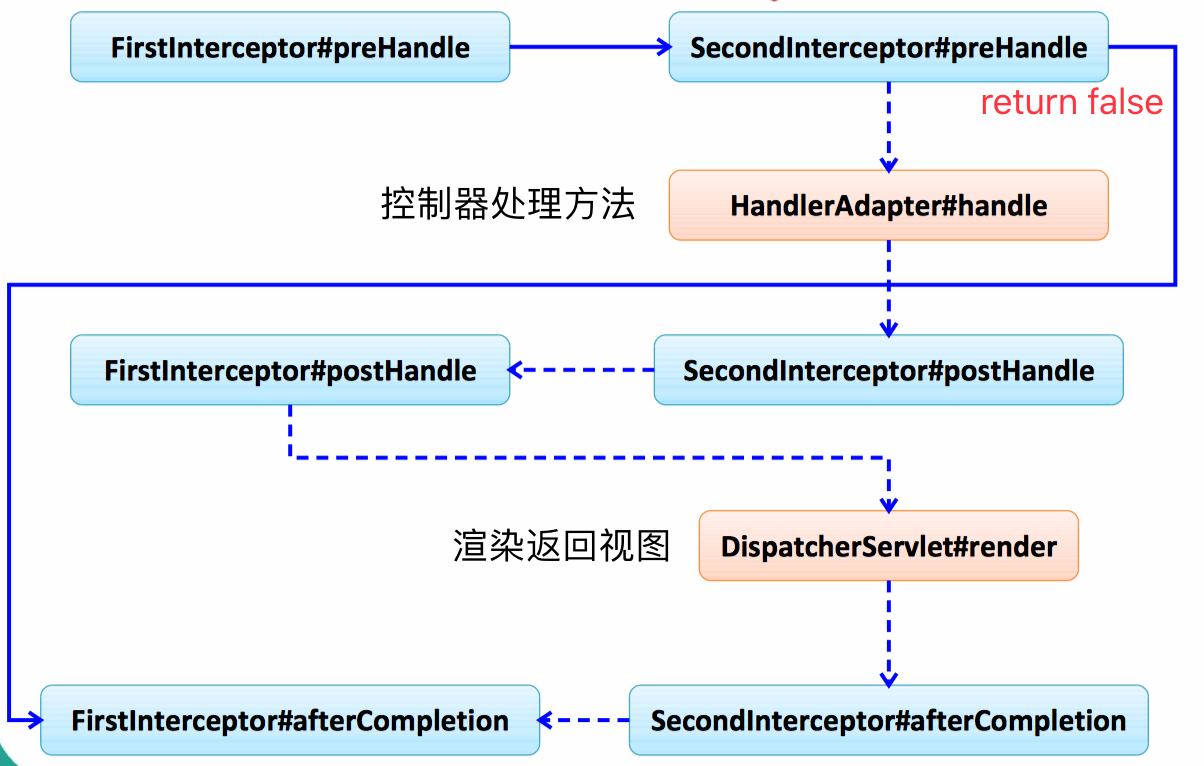 FirstInterceptor#preHandle
SecondInterceptor#preHandle
return false
控制器处理方法
HandlerAdapter#handle
FirstInterceptor#postHandle
SecondInterceptor#postHandle
渲染返回视图
DispatcherServlet#render
FirstInterceptor#afterCompletion
SecondInterceptor#afterCompletion